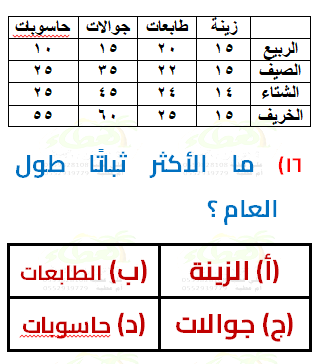 زينة طابعات جوالات حاسوبات
الربيع ١٥ ٢٠ ١٥ ١٠
الصيف ١٥ ٢٢ ٣٥ ٢٥
الشتاء ١٤ ٢٤ ٤٥ ٢٥
الخريف ١٥ ٢٥ ٦٠ ٥٥
١٦) ما الأكثر ثباتًا طول
العام ؟
(أ) الزينة (ب) الطابعات
(ج) جوالات (د) حاسوبات